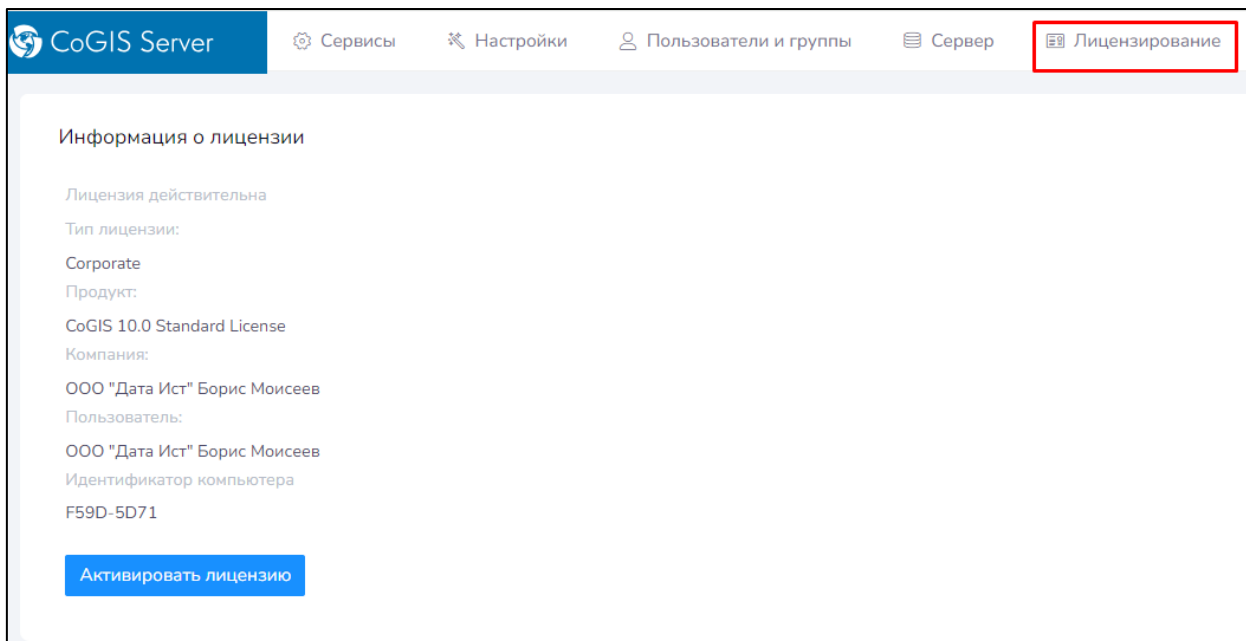 CoGIS Server Сервисы Настройки Пользователи и группы Сервер Лицензирование
Информация о лицензии
Лицензия действительна
Тип лицензии:
Corporate
Продукт:
CoGIS 10.0 Standard License
Компания:
ООО "Дата Ист" Борис Моисеев
Пользователь:
ООО "Дата Ист" Борис Моисеев
Идентификатор компьютера
F59D-5D71
Активировать лицензию